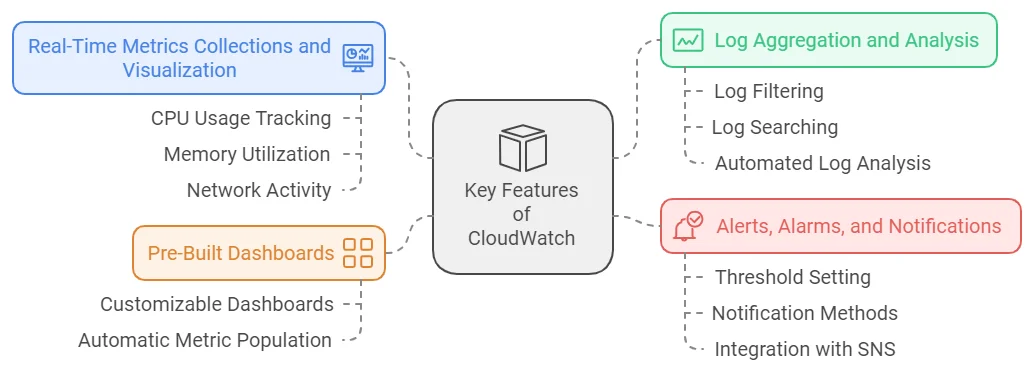 Real-Time Metrics Collections and
Visualization
CPU Usage Tracking
Memory Utilization
Network Activity
Pre-Built Dashboards
Customizable Dashboards
Automatic Metric Population
Key Features
of
CloudWatch
Log Aggregation and Analysis
Log Filtering
Log Searching
Automated Log Analysis
Alerts, Alarms, and Notifications
Threshold Setting
Notification Methods
Integration with SNS